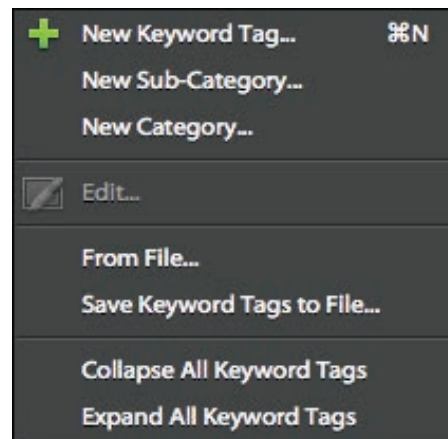 New Keyword Tag... ⌘N
New Sub-Category...
New Category...
Edit...
From File...
Save Keyword Tags to File...
Collapse All Keyword Tags
Expand All Keyword Tags